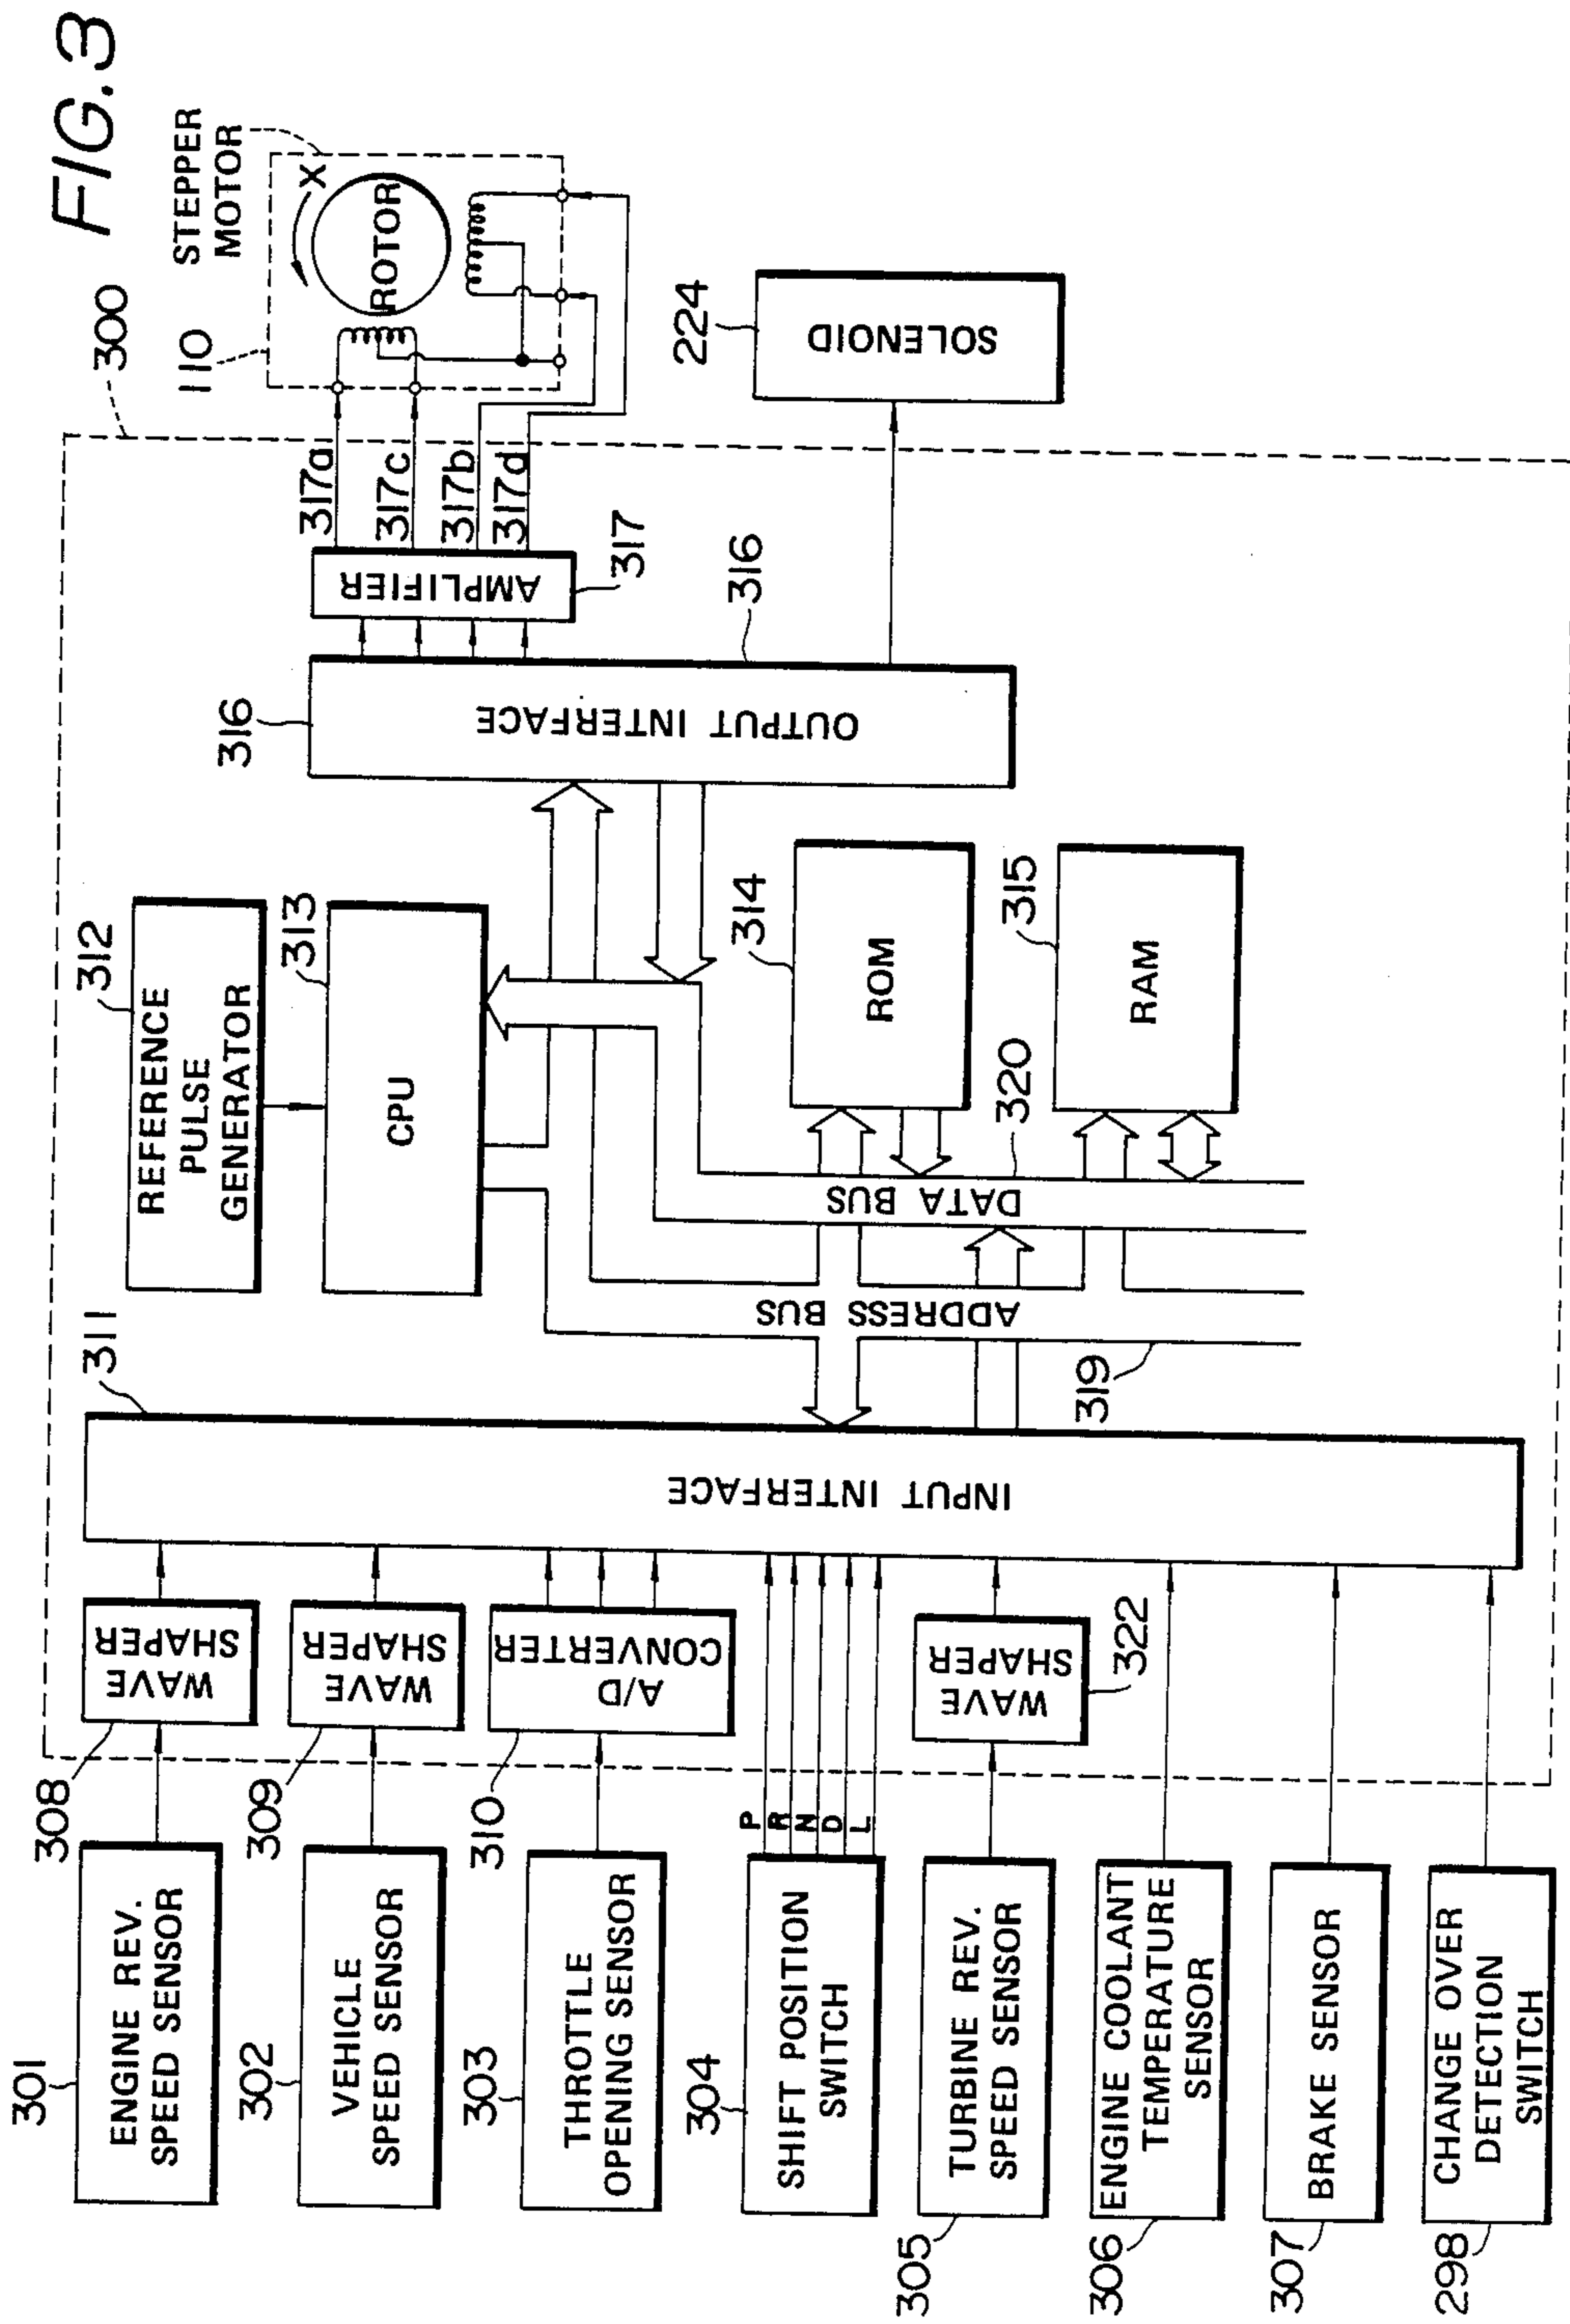 FIG.3
301
ENGINE REV.
SPEED SENSOR
302
VEHICLE
SPEED SENSOR
303
THROTTLE
OPENING SENSOR
304
SHIFT POSITION
SWITCH
305
TURBINE REV.
SPEED SENSOR
306
ENGINE COOLANT
TEMPERATURE
SENSOR
307
BRAKE SENSOR
298
CHANGE OVER
DETECTION
SWITCH
308
WAVE
SHAPER
309
WAVE
SHAPER
310
A/D
CONVERTER
P
R
N
D
L
WAVE
SHAPER
322
311
INPUT INTERFACE
312
REFERENCE
PULSE
GENERATOR
313
CPU
ADDRESS BUS
319
DATA BUS
320
314
ROM
315
RAM
316
OUTPUT INTERFACE
316
AMPLIFIER
317
317a
317c
317b
317d
300
110
STEPPER
MOTOR
ROTOR
X
224
SOLENOID